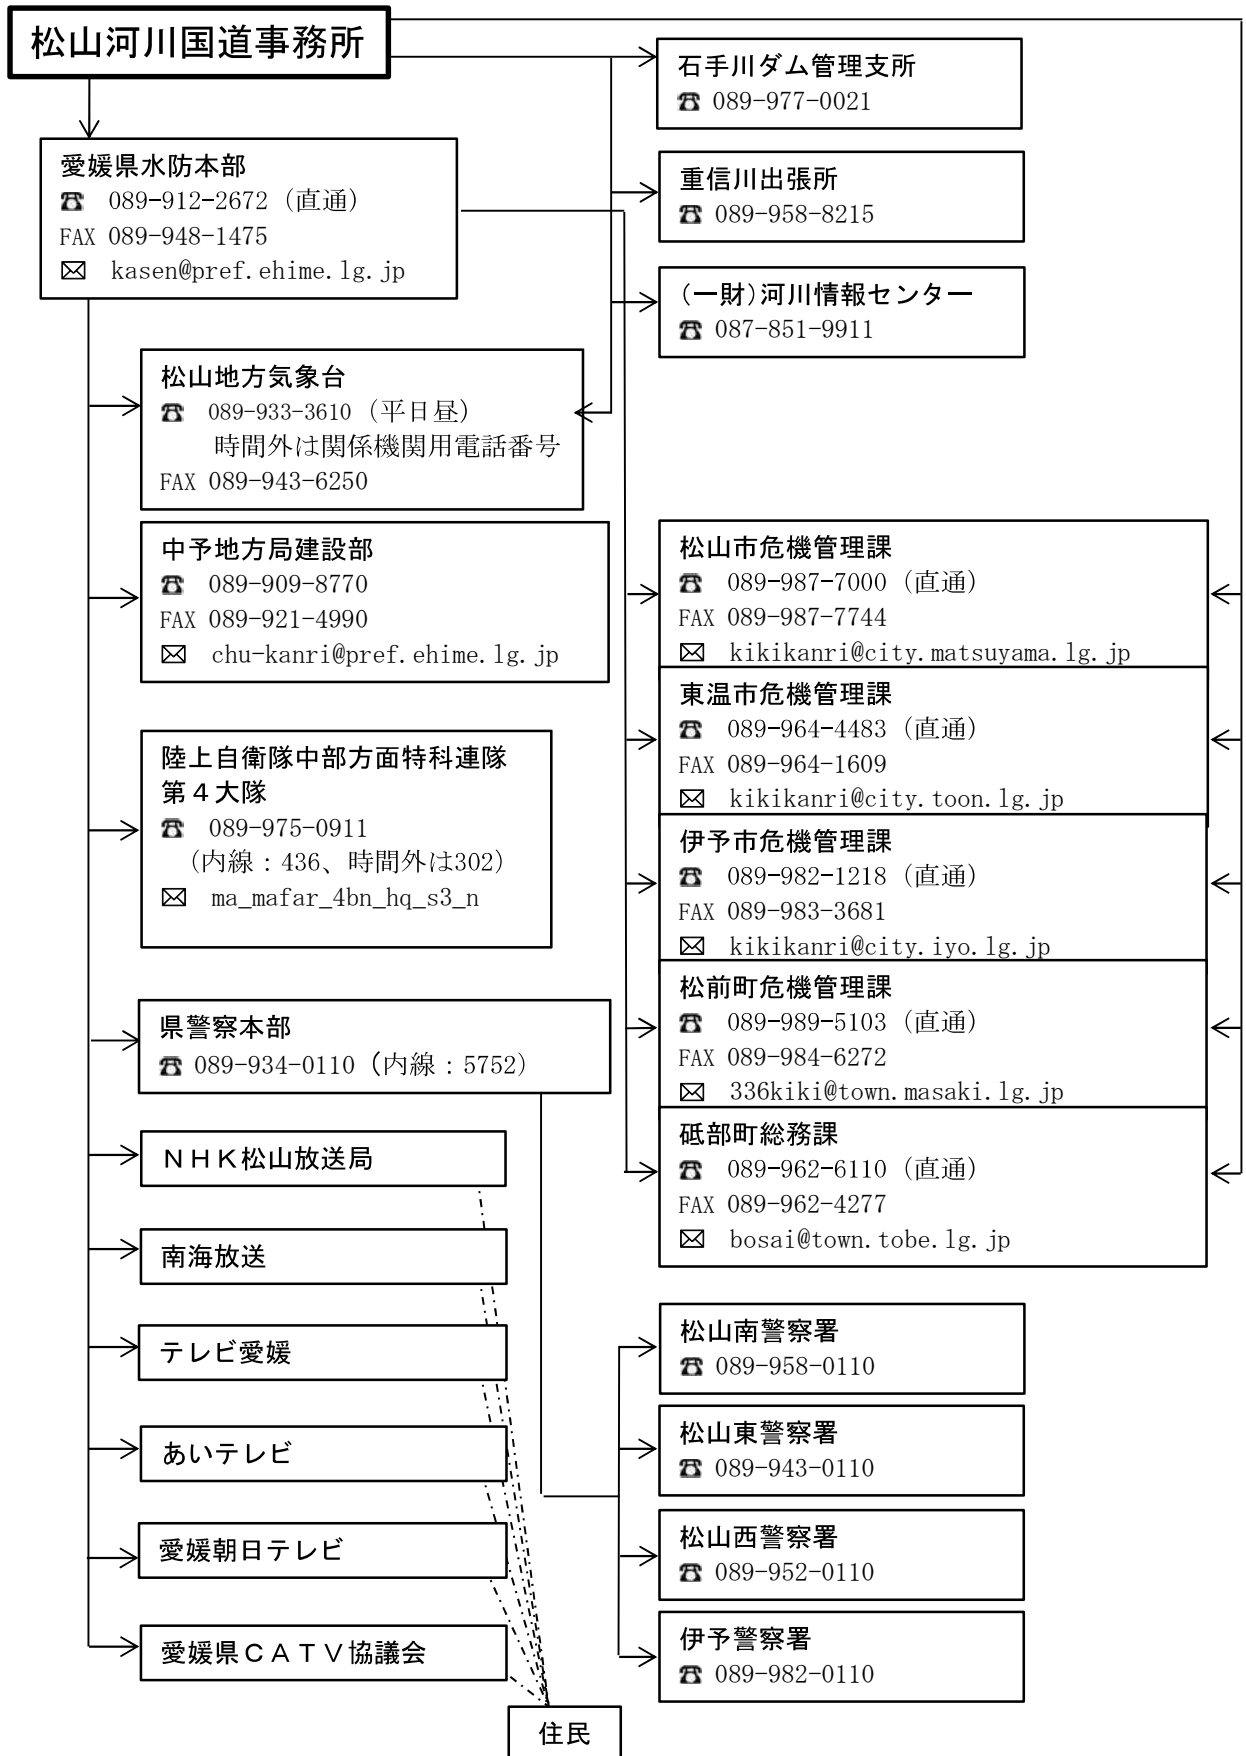 松山河川国道事務所
石手川ダム管理支所
☎ 089-977-0021
愛媛県水防本部
☎ 089-912-2672（直通）
FAX 089-948-1475
✉ kasen@pref.ehime.lg.jp
重信川出張所
☎ 089-958-8215
(一財)河川情報センター
☎ 087-851-9911
松山地方気象台
☎ 089-933-3610（平日昼）
時間外は関係機関用電話番号
FAX 089-943-6250
中予地方局建設部
☎ 089-909-8770
FAX 089-921-4990
✉ chu-kanri@pref.ehime.lg.jp
陸上自衛隊中部方面特科連隊
第４大隊
☎ 089-975-0911
（内線：436、時間外は302）
✉ ma_mafar_4bn_hq_s3_n
県警察本部
☎ 089-934-0110（内線：5752）
ＮＨＫ松山放送局
南海放送
テレビ愛媛
あいテレビ
愛媛朝日テレビ
愛媛県ＣＡＴＶ協議会
住民
松山市危機管理課
☎ 089-987-7000（直通）
FAX 089-987-7744
✉ kikikanri@city.matsuyama.lg.jp
東温市危機管理課
☎ 089-964-4483（直通）
FAX 089-964-1609
✉ kikikanri@city.toon.lg.jp
伊予市危機管理課
☎ 089-982-1218（直通）
FAX 089-983-3681
✉ kikikanri@city.iyo.lg.jp
松前町危機管理課
☎ 089-989-5103（直通）
FAX 089-984-6272
✉ 336kiki@town.masaki.lg.jp
砥部町総務課
☎ 089-962-6110（直通）
FAX 089-962-4277
✉ bosai@town.tobe.lg.jp
松山南警察署
☎ 089-958-0110
松山東警察署
☎ 089-943-0110
松山西警察署
☎ 089-952-0110
伊予警察署
☎ 089-982-0110